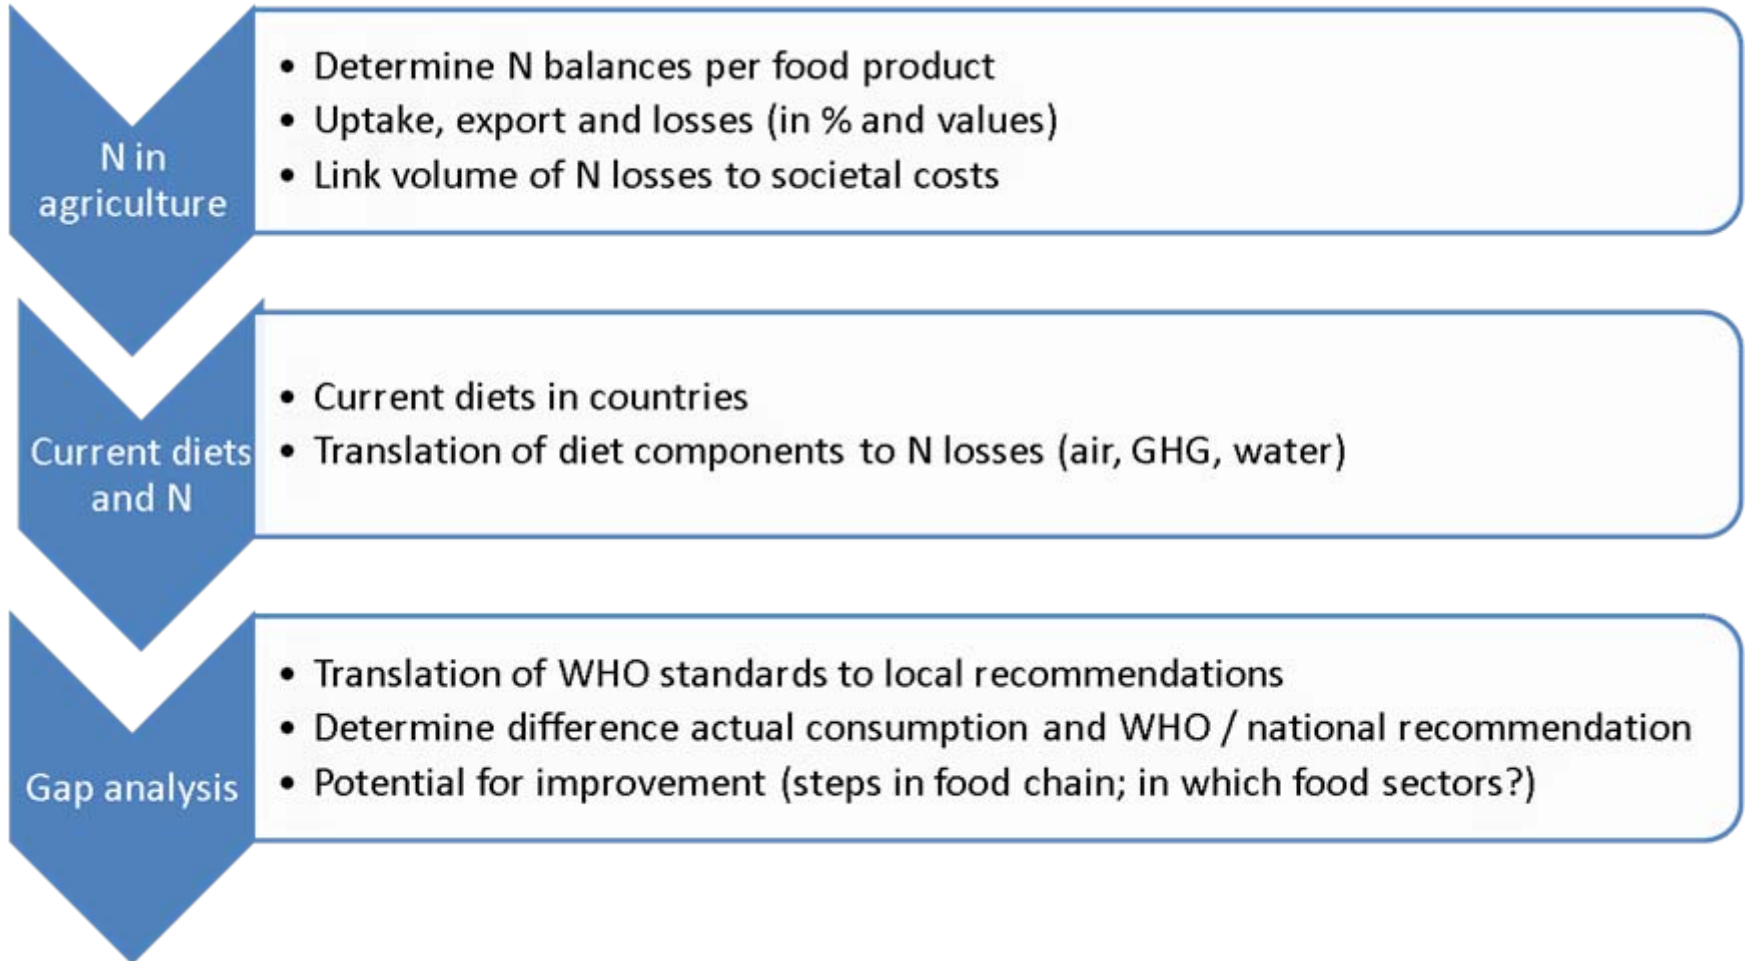 N in
agriculture
• Determine N balances per food product
• Uptake, export and losses (in % and values)
• Link volume of N losses to societal costs
Current diets
and N
• Current diets in countries
• Translation of diet components to N losses (air, GHG, water)
Gap analysis
• Translation of WHO standards to local recommendations
• Determine difference actual consumption and WHO / national recommendation
• Potential for improvement (steps in food chain; in which food sectors?)